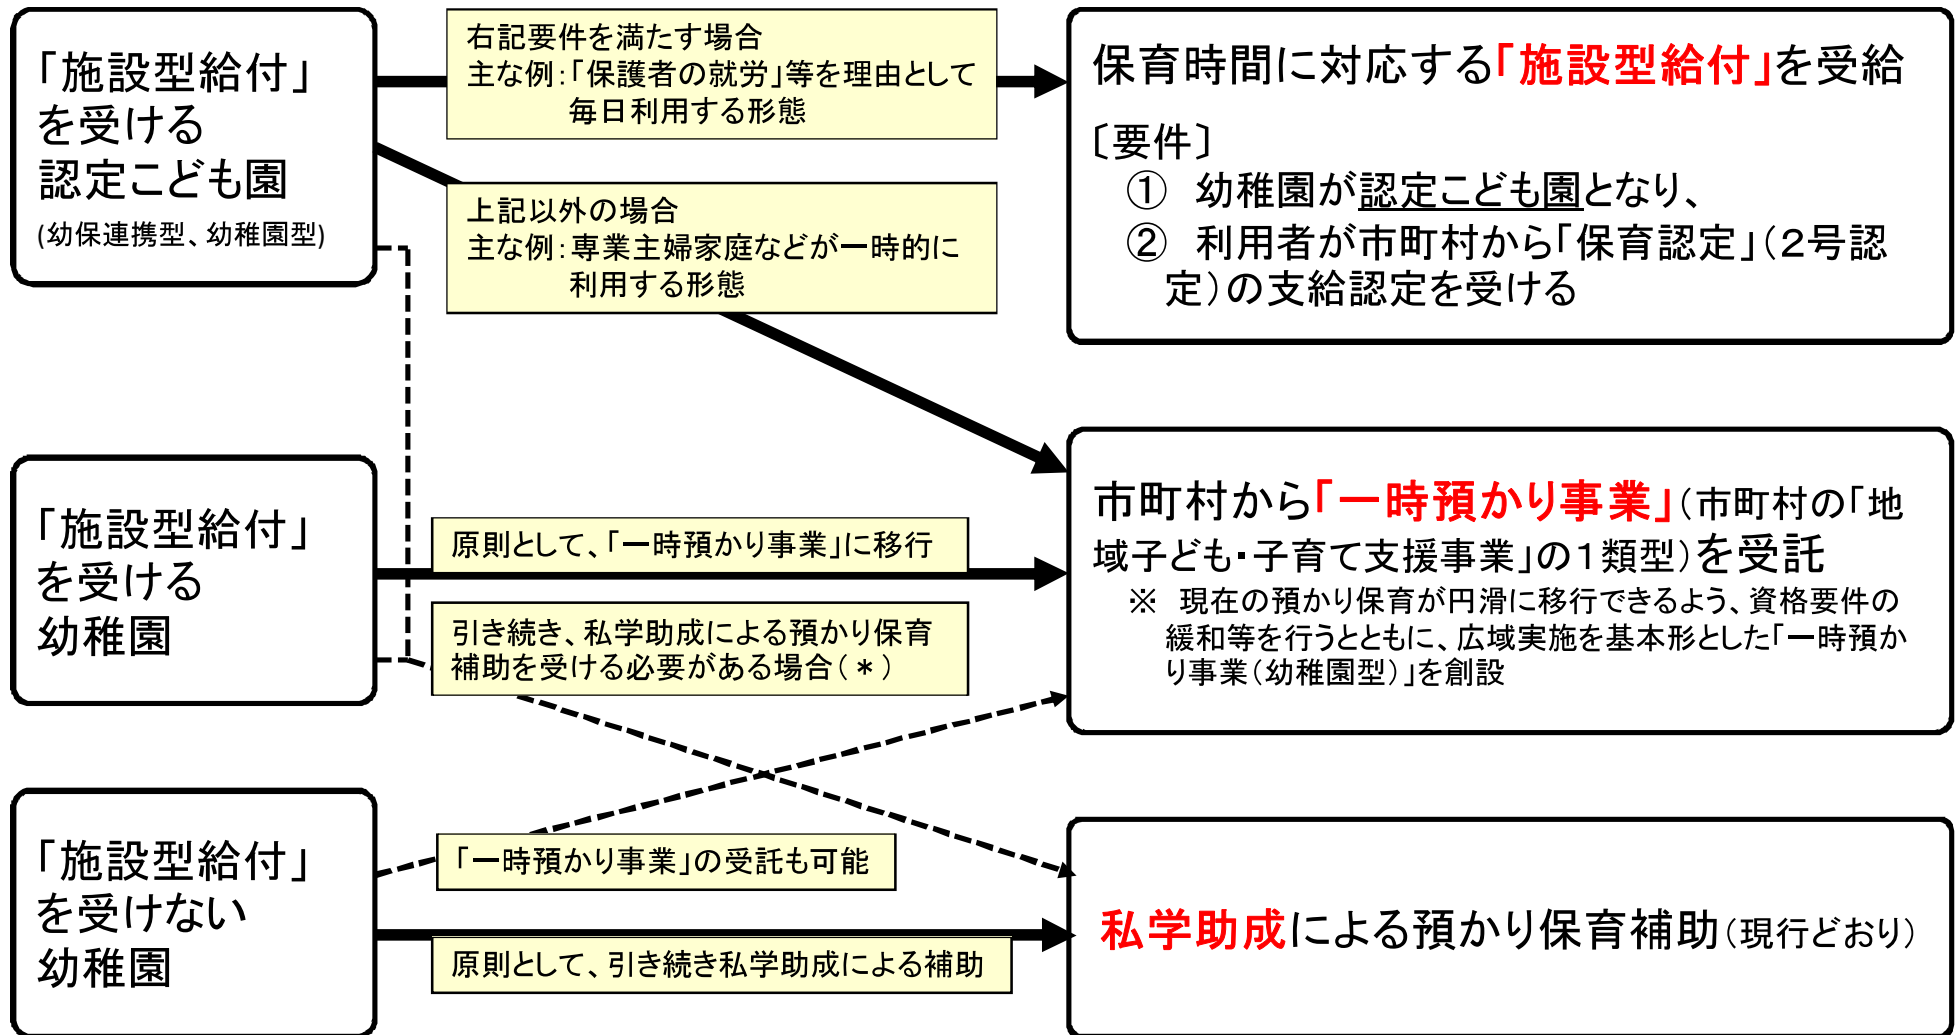 「施設型給付」
を受ける
認定こども園
(幼保連携型、幼稚園型)
右記要件を満たす場合
主な例：「保護者の就労」等を理由として
毎日利用する形態
上記以外の場合
主な例：専業主婦家庭などが一時的に
利用する形態
保育時間に対応する「施設型給付」を受給
〔要件〕
① 幼稚園が認定こども園となり、
② 利用者が市町村から「保育認定」（２号認
定）の支給認定を受ける
「施設型給付」
を受ける
幼稚園
原則として、「一時預かり事業」に移行
引き続き、私学助成による預かり保育
補助を受ける必要がある場合（＊）
市町村から「一時預かり事業」（市町村の「地
域子ども・子育て支援事業」の１類型）を受託
※ 現在の預かり保育が円滑に移行できるよう、資格要件の
緩和等を行うとともに、広域実施を基本形とした「一時預か
り事業（幼稚園型）」を創設
「施設型給付」
を受けない
幼稚園
「一時預かり事業」の受託も可能
原則として、引き続き私学助成による補助
私学助成による預かり保育補助（現行どおり）